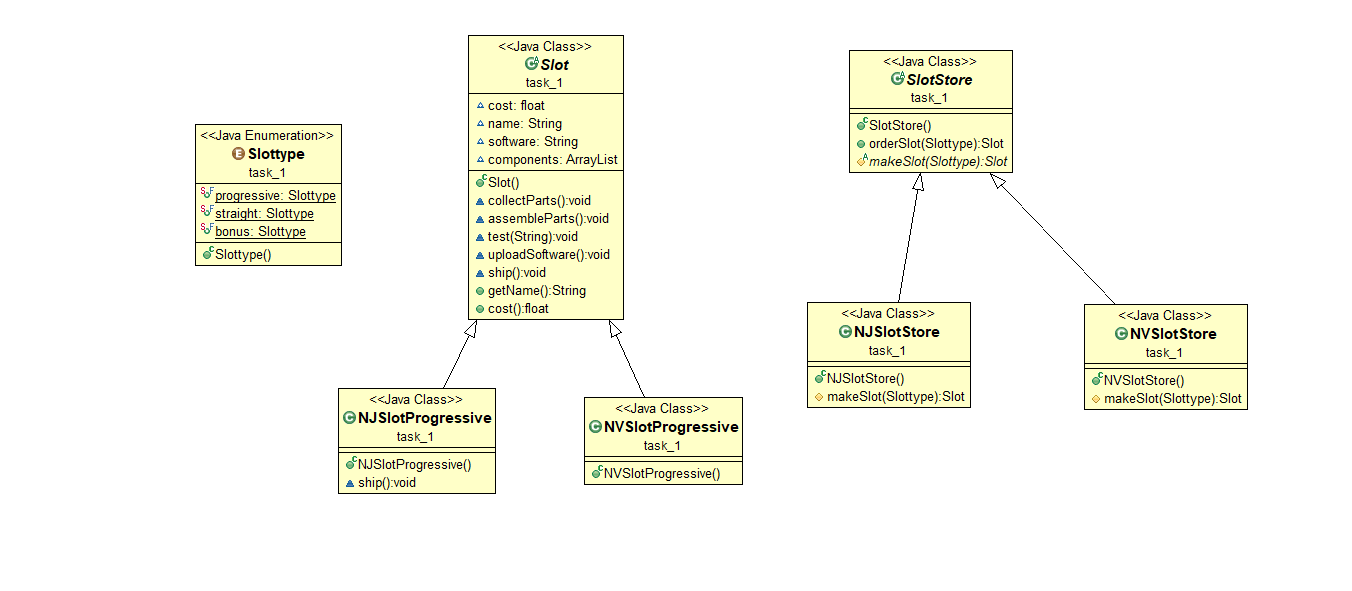 <<Java Enumeration>>
Slottype
task_1
progressive: Slottype
straight: Slottype
bonus: Slottype
Slottype()
<<Java Class>>
Slot
task_1
cost: float
name: String
software: String
components: ArrayList
Slot()
collectParts():void
assembleParts():void
test(String):void
uploadSoftware():void
ship():void
getName():String
cost():float
<<Java Class>>
NJSlotProgressive
task_1
NJSlotProgressive()
ship():void
<<Java Class>>
NVSlotProgressive
task_1
NVSlotProgressive()
<<Java Class>>
SlotStore
task_1
SlotStore()
orderSlot(Slottype):Slot
makeSlot(Slottype):Slot
<<Java Class>>
NJSlotStore
task_1
NJSlotStore()
makeSlot(Slottype):Slot
<<Java Class>>
NVSlotStore
task_1
NVSlotStore()
makeSlot(Slottype):Slot